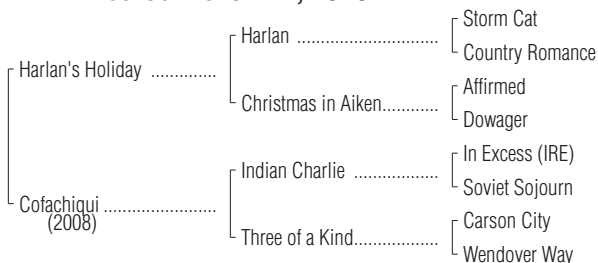 Storm Cat
Harlan ................................
Country Romance
Harlan's Holiday ..............
Affirmed
Christmas in Aiken............
Dowager
In Excess (IRE)
Indian Charlie ...................
Soviet Sojourn
Cofachiqui .......................
(2008)
Carson City
Three of a Kind..................
Wendover Way